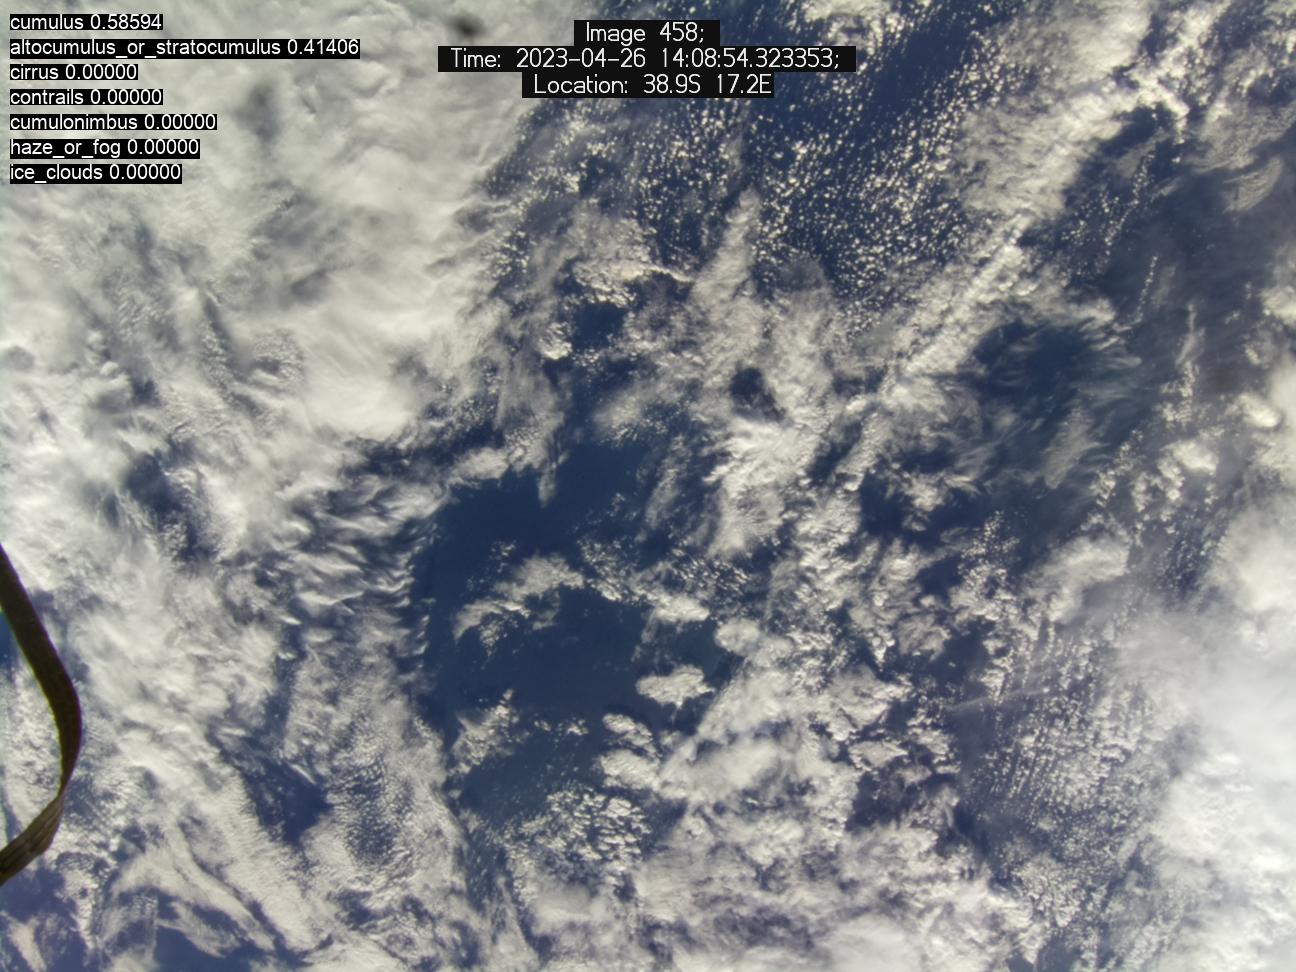 cumulus 0.58594
altocumulus_or_stratocumulus 0.41406
cirrus 0.00000
contrails 0.00000
cumulonimbus 0.00000
haze_or_fog 0.00000
ice_clouds 0.00000
Image 458;
Time: 2023-04-26 14:08:54.323353;
Location: 38.9S 17.2E